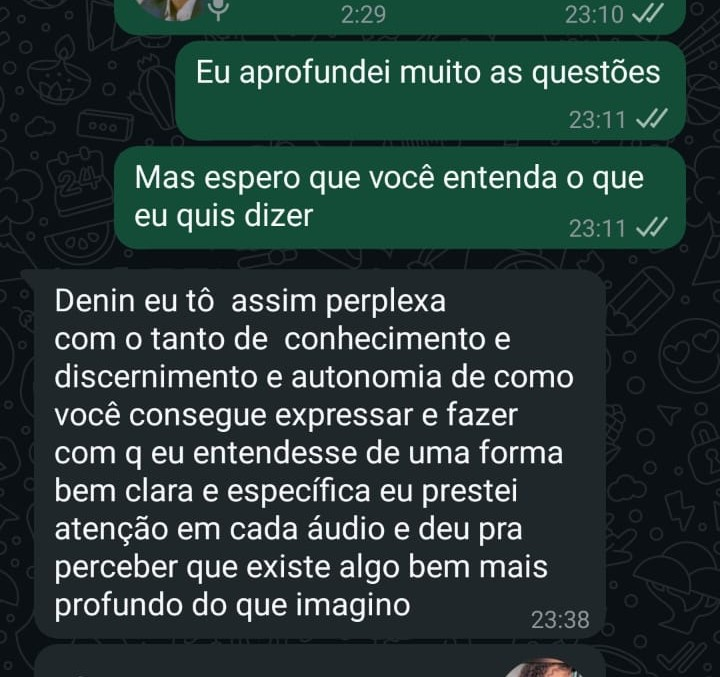 2:29 23:10
Eu aprofundei muito as questões
23:11
Mas espero que você entenda o que
eu quis dizer
23:11
Denin eu tô assim perplexa
com o tanto de conhecimento e
discernimento e autonomia de como
você consegue expressar e fazer
com q eu entendesse de uma forma
bem clara e específica eu prestei
atenção em cada áudio e deu pra
perceber que existe algo bem mais
profundo do que imagino
23:38